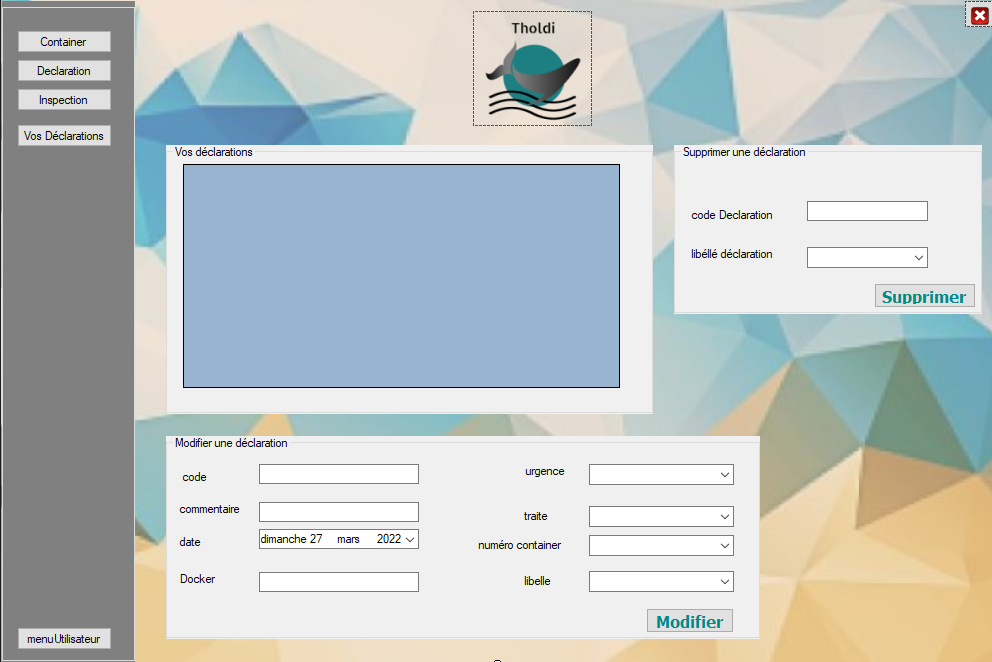 Container
Declaration
Inspection
Vos Déclarations
menuUtilisateur
Tholdi
Vos déclarations
Supprimer une déclaration
code Declaration
libéllé déclaration
Supprimer
Modifier une déclaration
code
commentaire
date
dimanche 27 mars 2022
Docker
urgence
traite
numéro container
libelle
Modifier